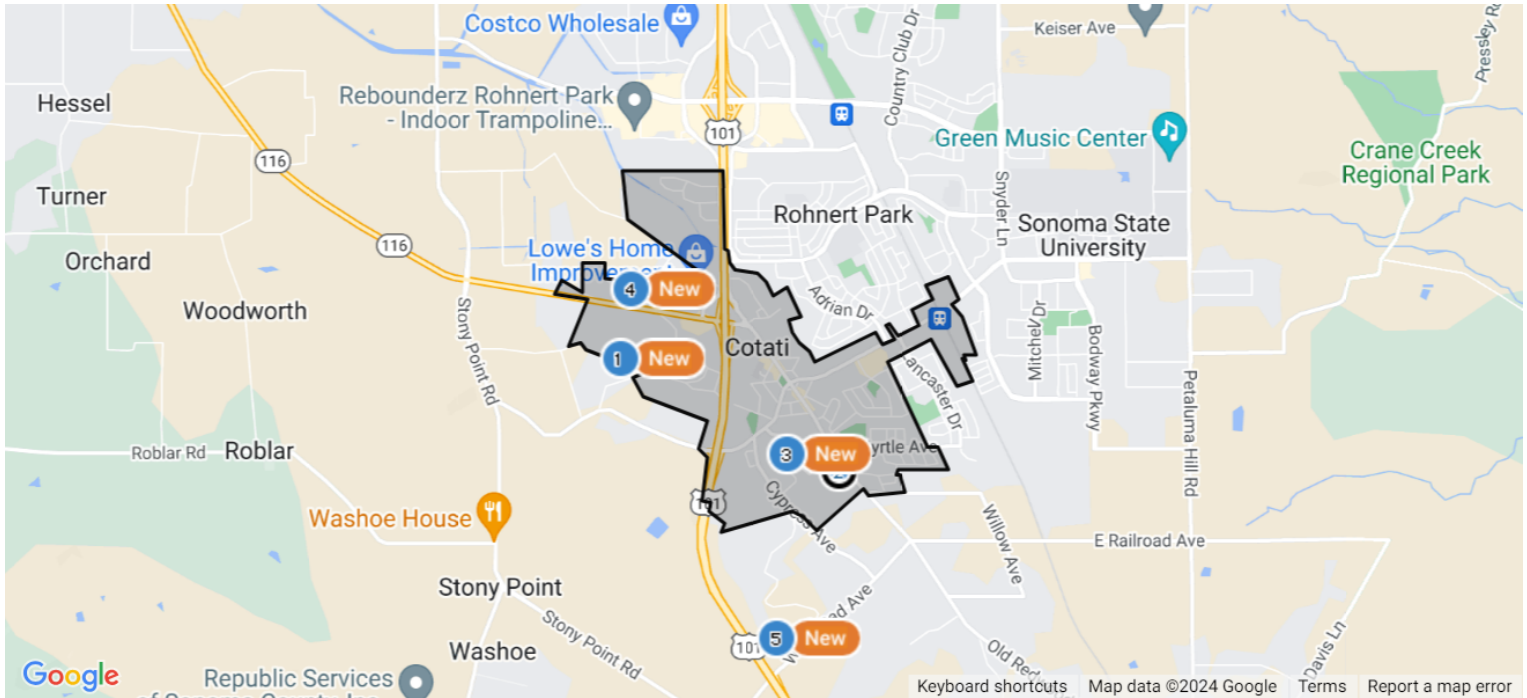 Costco Wholesale
Keiser Ave
Country Club Dr
Hessel
Rebounderz Rohnert Park
- Indoor Trampoline...
101
Green Music Center
116
Crane Creek
Regional Park
Turner
Snyder Ln
Rohnert Park
Sonoma State
University
116
Orchard
Lowe's Home
4
New
Woodworth
Adrian Dr
Stony Point Rd
Cotati
1
New
Mitchell Dr
Bodway Pkwy
Petaluma Hill Rd
Lancaster Dr
Roblar Rd
Roblar
3
New
Ave
101
Cypress Ave
Washoe House
Willow Ave
E Railroad Ave
Stony Point
Ave
5
New
101
Stony Point Rd
Washoe
Old
Davis Ln
Google
Republic Services
Keyboard shortcuts
Map data ©2024 Google
Terms
Report a map error